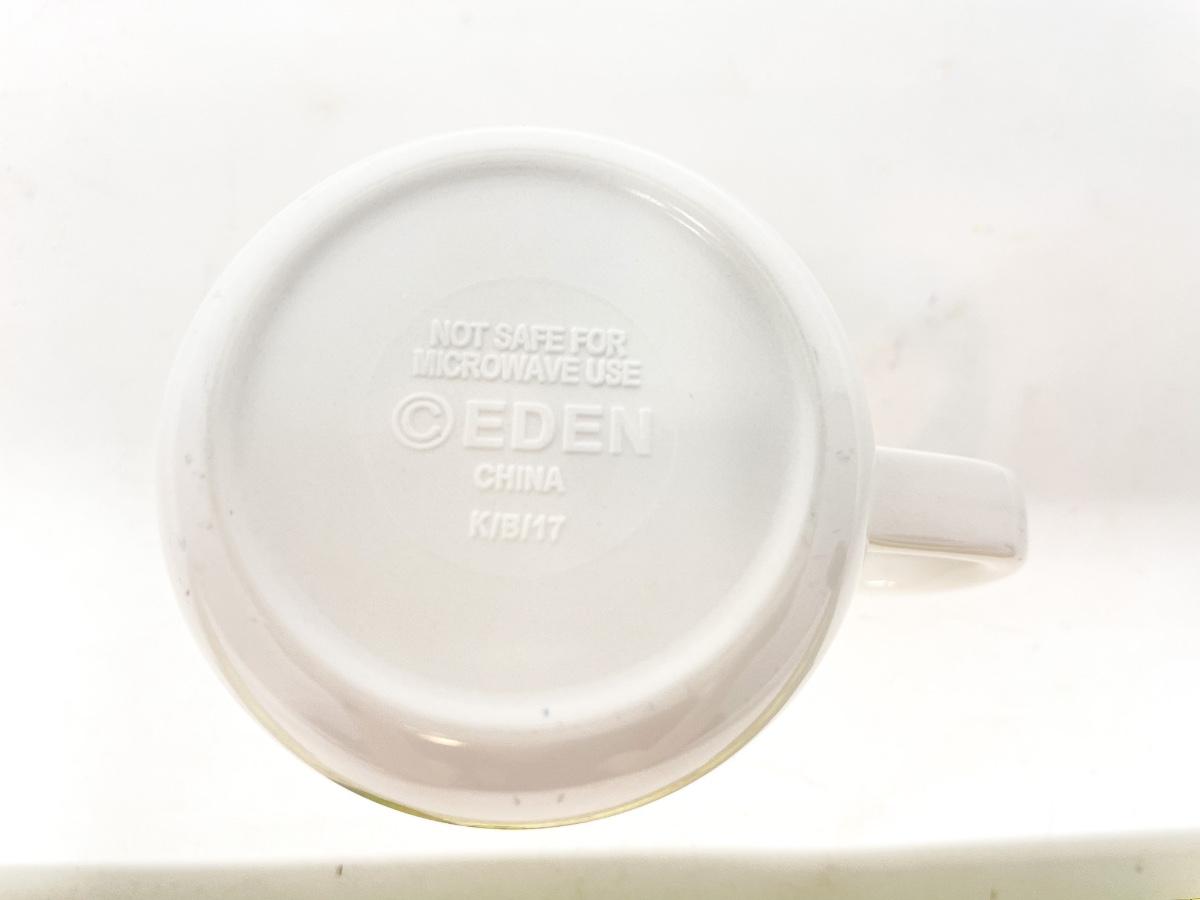 NOT SAFE FOR
MICROWAVE USE
© EDEN
CHINA
K/B/17